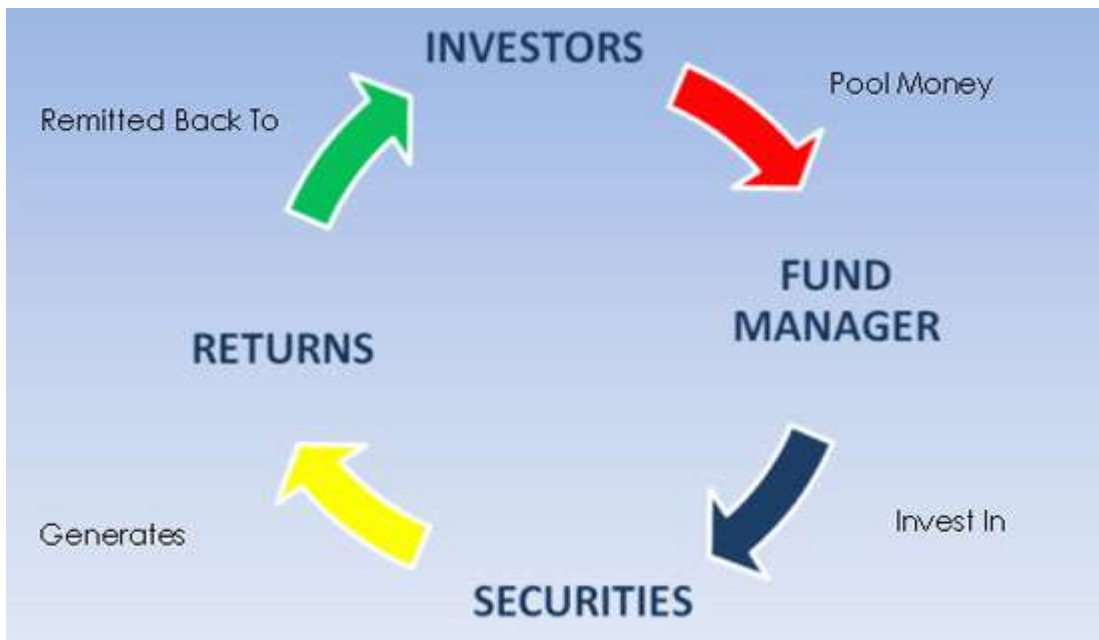 INVESTORS
Pool Money
FUND
MANAGER
Invest In
SECURITIES
Generates
RETURNS
Remitted Back To